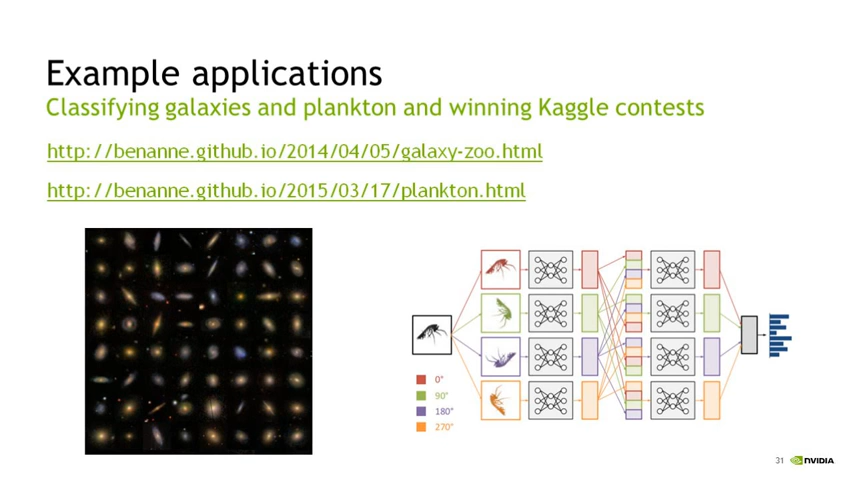 Example applications
Classifying galaxies and plankton and winning Kaggle contests
http://benanne.github.io/2014/04/05/galaxy-zoo.html
http://benanne.github.io/2015/03/17/plankton.html
0°
90°
180°
270°
31 NVIDIA